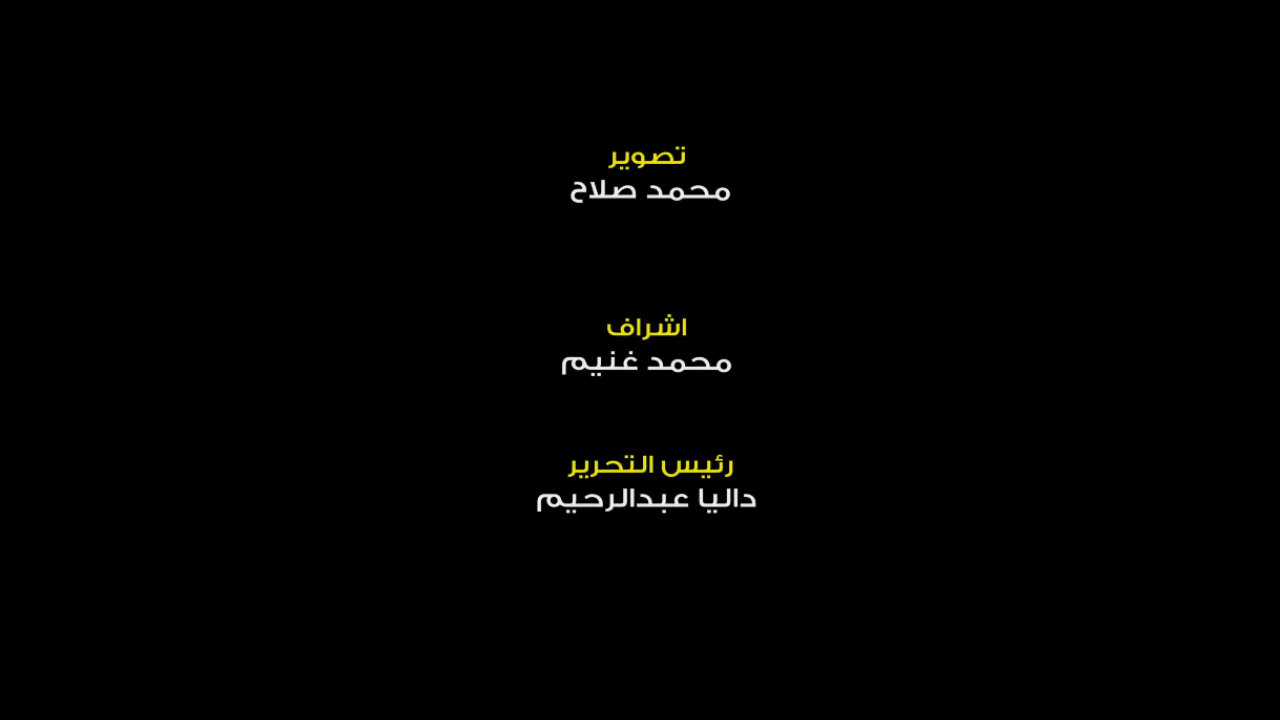 تصوير
محمد صلاح
اشراف
محمد غنيم
رئيس التحرير
داليا عبدالرحيم